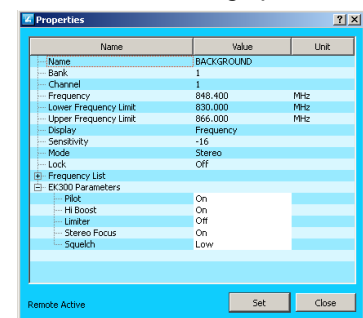 Properties
Name Value Unit
Name BACKGROUND
Bank 1
Channel 1
Frequency 848.400 MHz
Lower Frequency Limit 830.000 MHz
Upper Frequency Limit 866.000 MHz
Display Frequency
Sensitivity -16
Mode Stereo
Lock Off
Frequency List
EK300 Parameters
Pilot On
Hi Boost On
Limiter Off
Stereo Focus On
Squelch Low
Remote Active Set Close